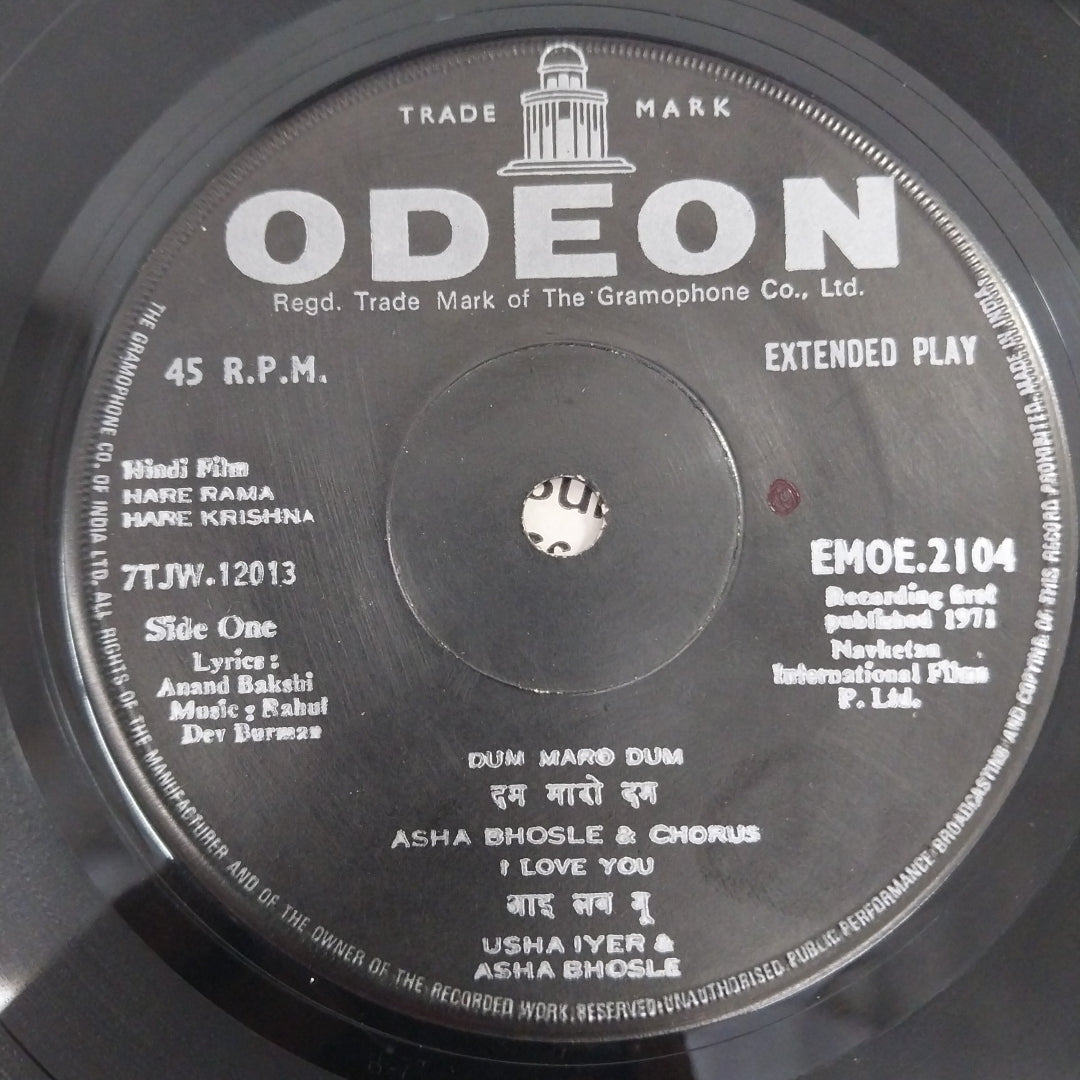 TRADE MARK
ODEON
Regd. Trade Mark of The Gramophone Co., Ltd.
45 R.P.M.
EXTENDED PLAY
Hindi Film
HARE RAMA
HARE KRISHNA
7TJW.12013
Side One
Lyrics :
Anand Bakshi
Music : Rahul
Dev Burman
EMOE.2104
Recording first
published 1971
Navketan
International Films
P. Ltd.
DUM MARO DUM
दम मारो दम
ASHA BHOSLE & CHORUS
I LOVE YOU
आइ लव यू
USHA IYER &
ASHA BHOSLE
THE GRAMOPHONE CO. OF INDIA LTD. ALL RIGHTS OF THE MANUFACTURER AND OF THE OWNER OF THE RECORDED WORK RESERVED. UNAUTHORISED PUBLIC PERFORMANCE BROADCASTING AND COPYING OF THIS RECORD PROHIBITED. MADE IN INDIA